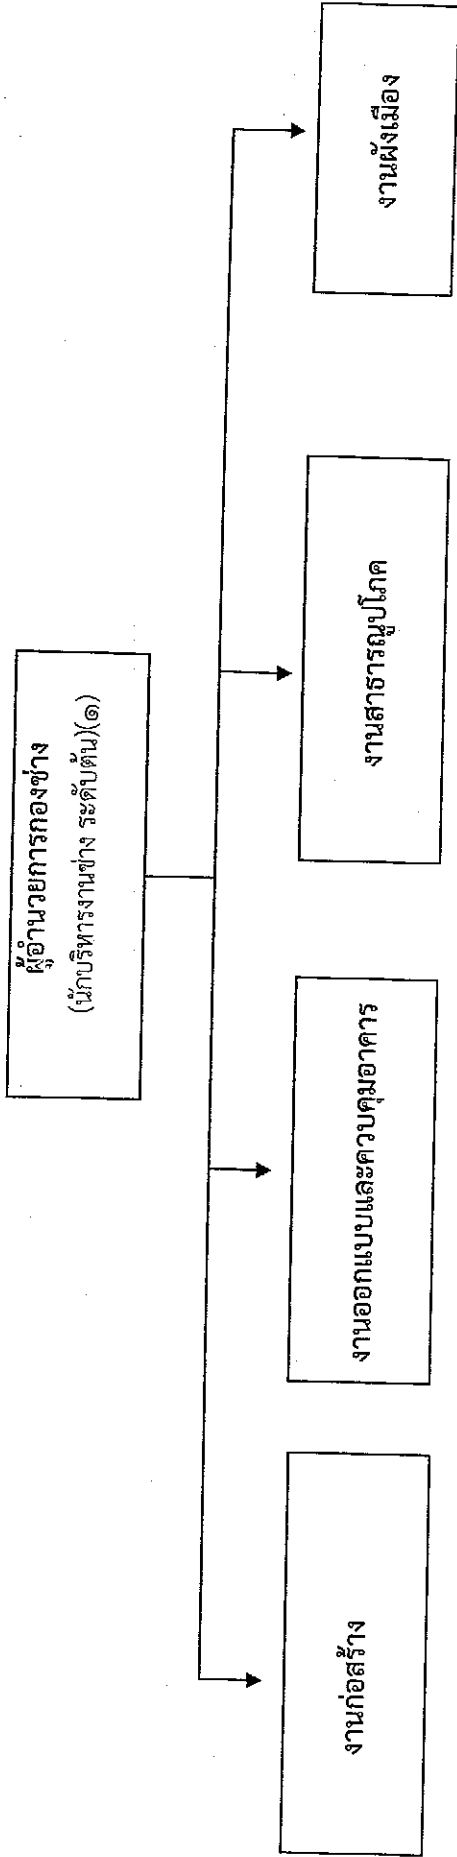 ผู้อำนวยการกองช่าง
(นักบริหารงานช่าง ระดับต้น)(๑)
งานก่อสร้าง
งานออกแบบและควบคุมอาคาร
งานสาธารณูปโภค
งานผังเมือง